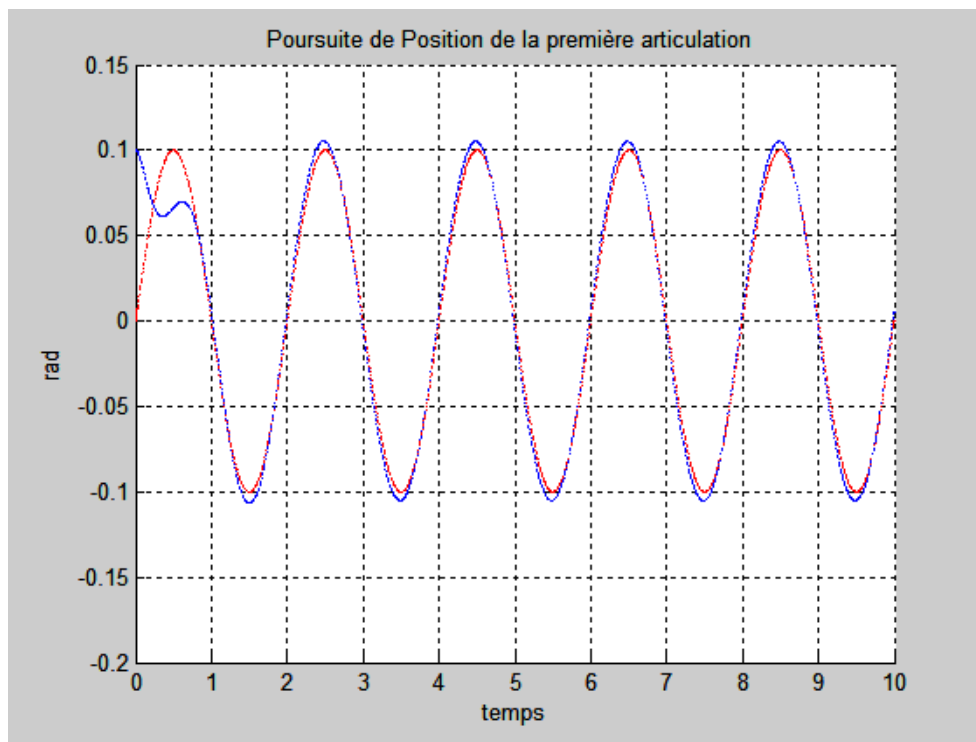 Poursuite de Position de la première articulation
0.15
0.1
0.05
0
-0.05
-0.1
-0.15
-0.2
rad
0 1 2 3 4 5 6 7 8 9 10
temps